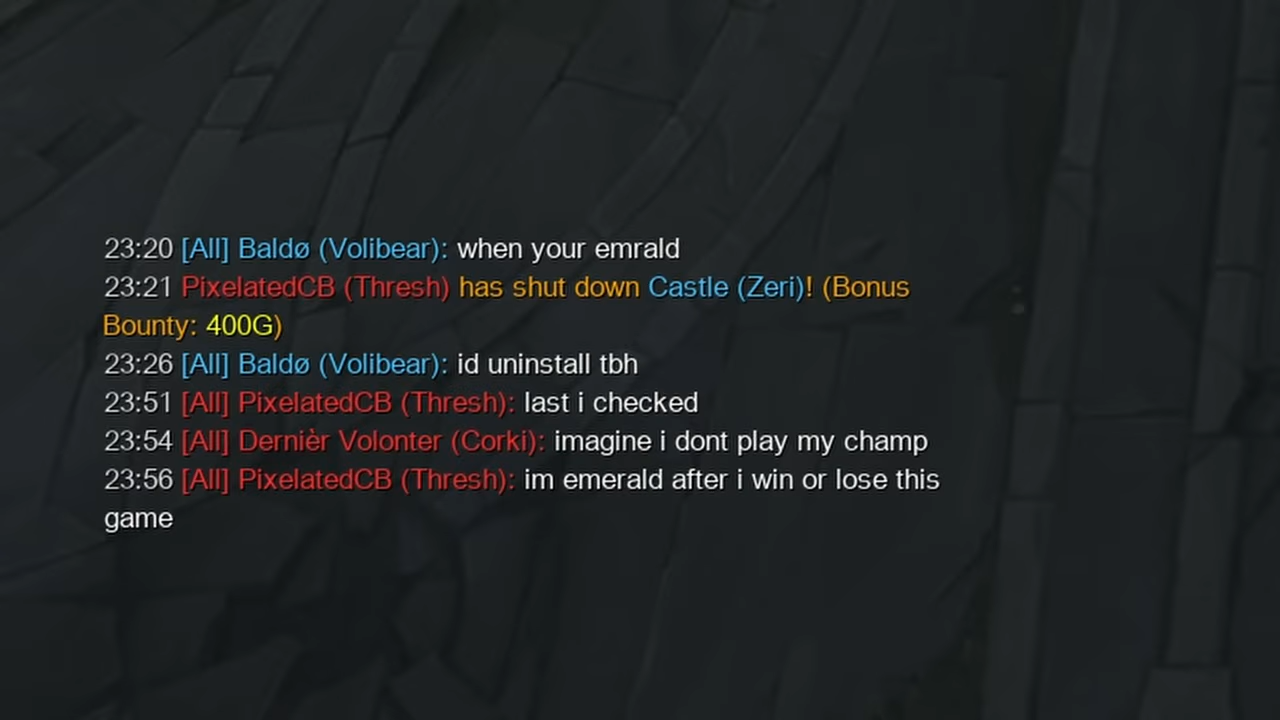 23:20 [All] Baldø (Volibear): when your emrald
23:21 PixelatedCB (Thresh) has shut down Castle (Zeri)! (Bonus
Bounty: 400G)
23:26 [All] Baldø (Volibear): id uninstall tbh
23:51 [All] PixelatedCB (Thresh): last i checked
23:54 [All] Dernièr Volonter (Corki): imagine i dont play my champ
23:56 [All] PixelatedCB (Thresh): im emerald after i win or lose this
game